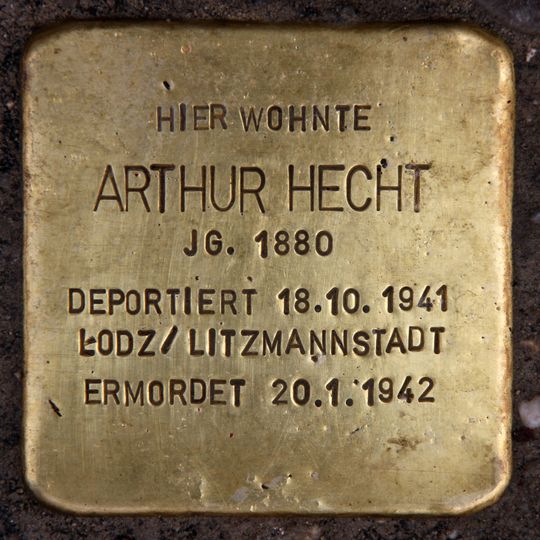 HIER WOHNTE
ARTHUR HECHT
JG. 1880
DEPORTIERT 18.10. 1941
ŁODZ/LITZMANNSTADT
ERMORDET 20.1.1942